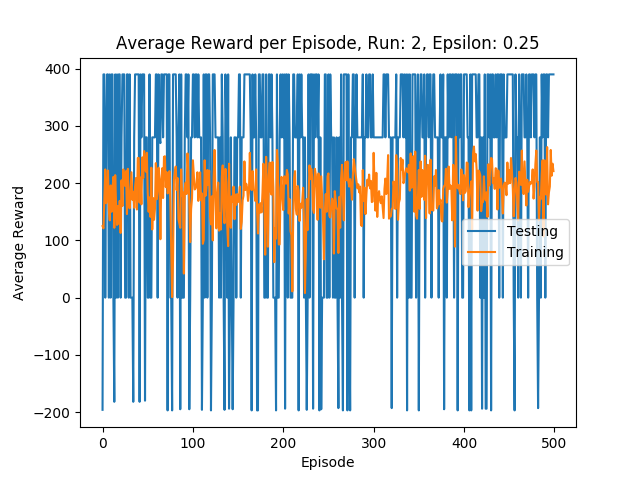 Average Reward per Episode, Run: 2, Epsilon: 0.25
Average Reward
400
300
200
100
0
−100
−200
0
100
200
300
400
500
Episode
Testing
Training